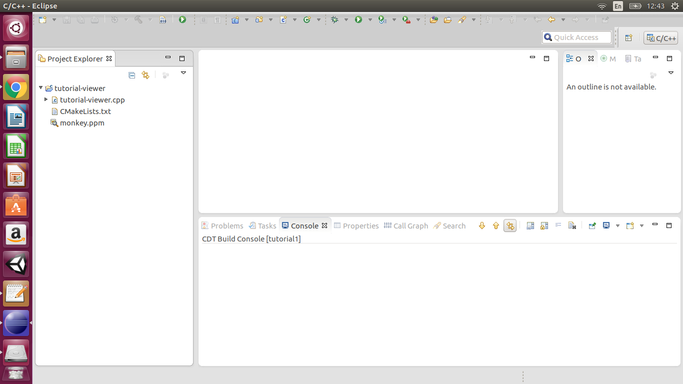 C/C++ - Eclipse
En
12:43
Quick Access
C/C++
Project Explorer
tutorial-viewer
tutorial-viewer.cpp
CMakeLists.txt
monkey.ppm
O
M
Ta
An outline is not available.
Problems
Tasks
Console
Properties
Call Graph
Search
CDT Build Console [tutorial1]